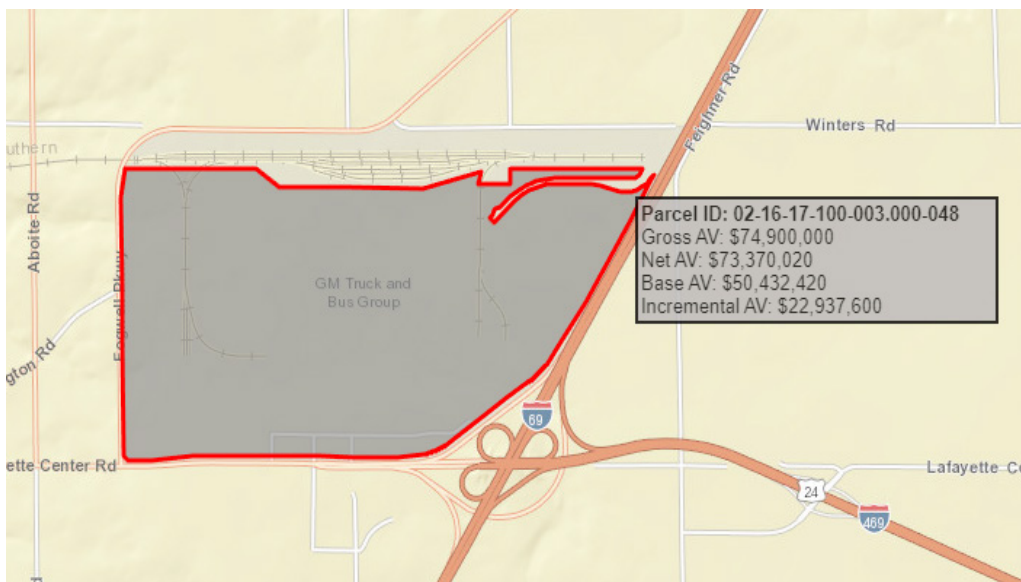 Feighner Rd
Winters Rd
uthern
Aboite Rd
Parcel ID: 02-16-17-100-003.000-048
Gross AV: $74,900,000
Net AV: $73,370,020
Base AV: $50,432,420
Incremental AV: $22,937,600
GM Truck and
Bus Group
Fogwell Pkwy
gton Rd
69
ette Center Rd
Lafayette Ce
24
469
d